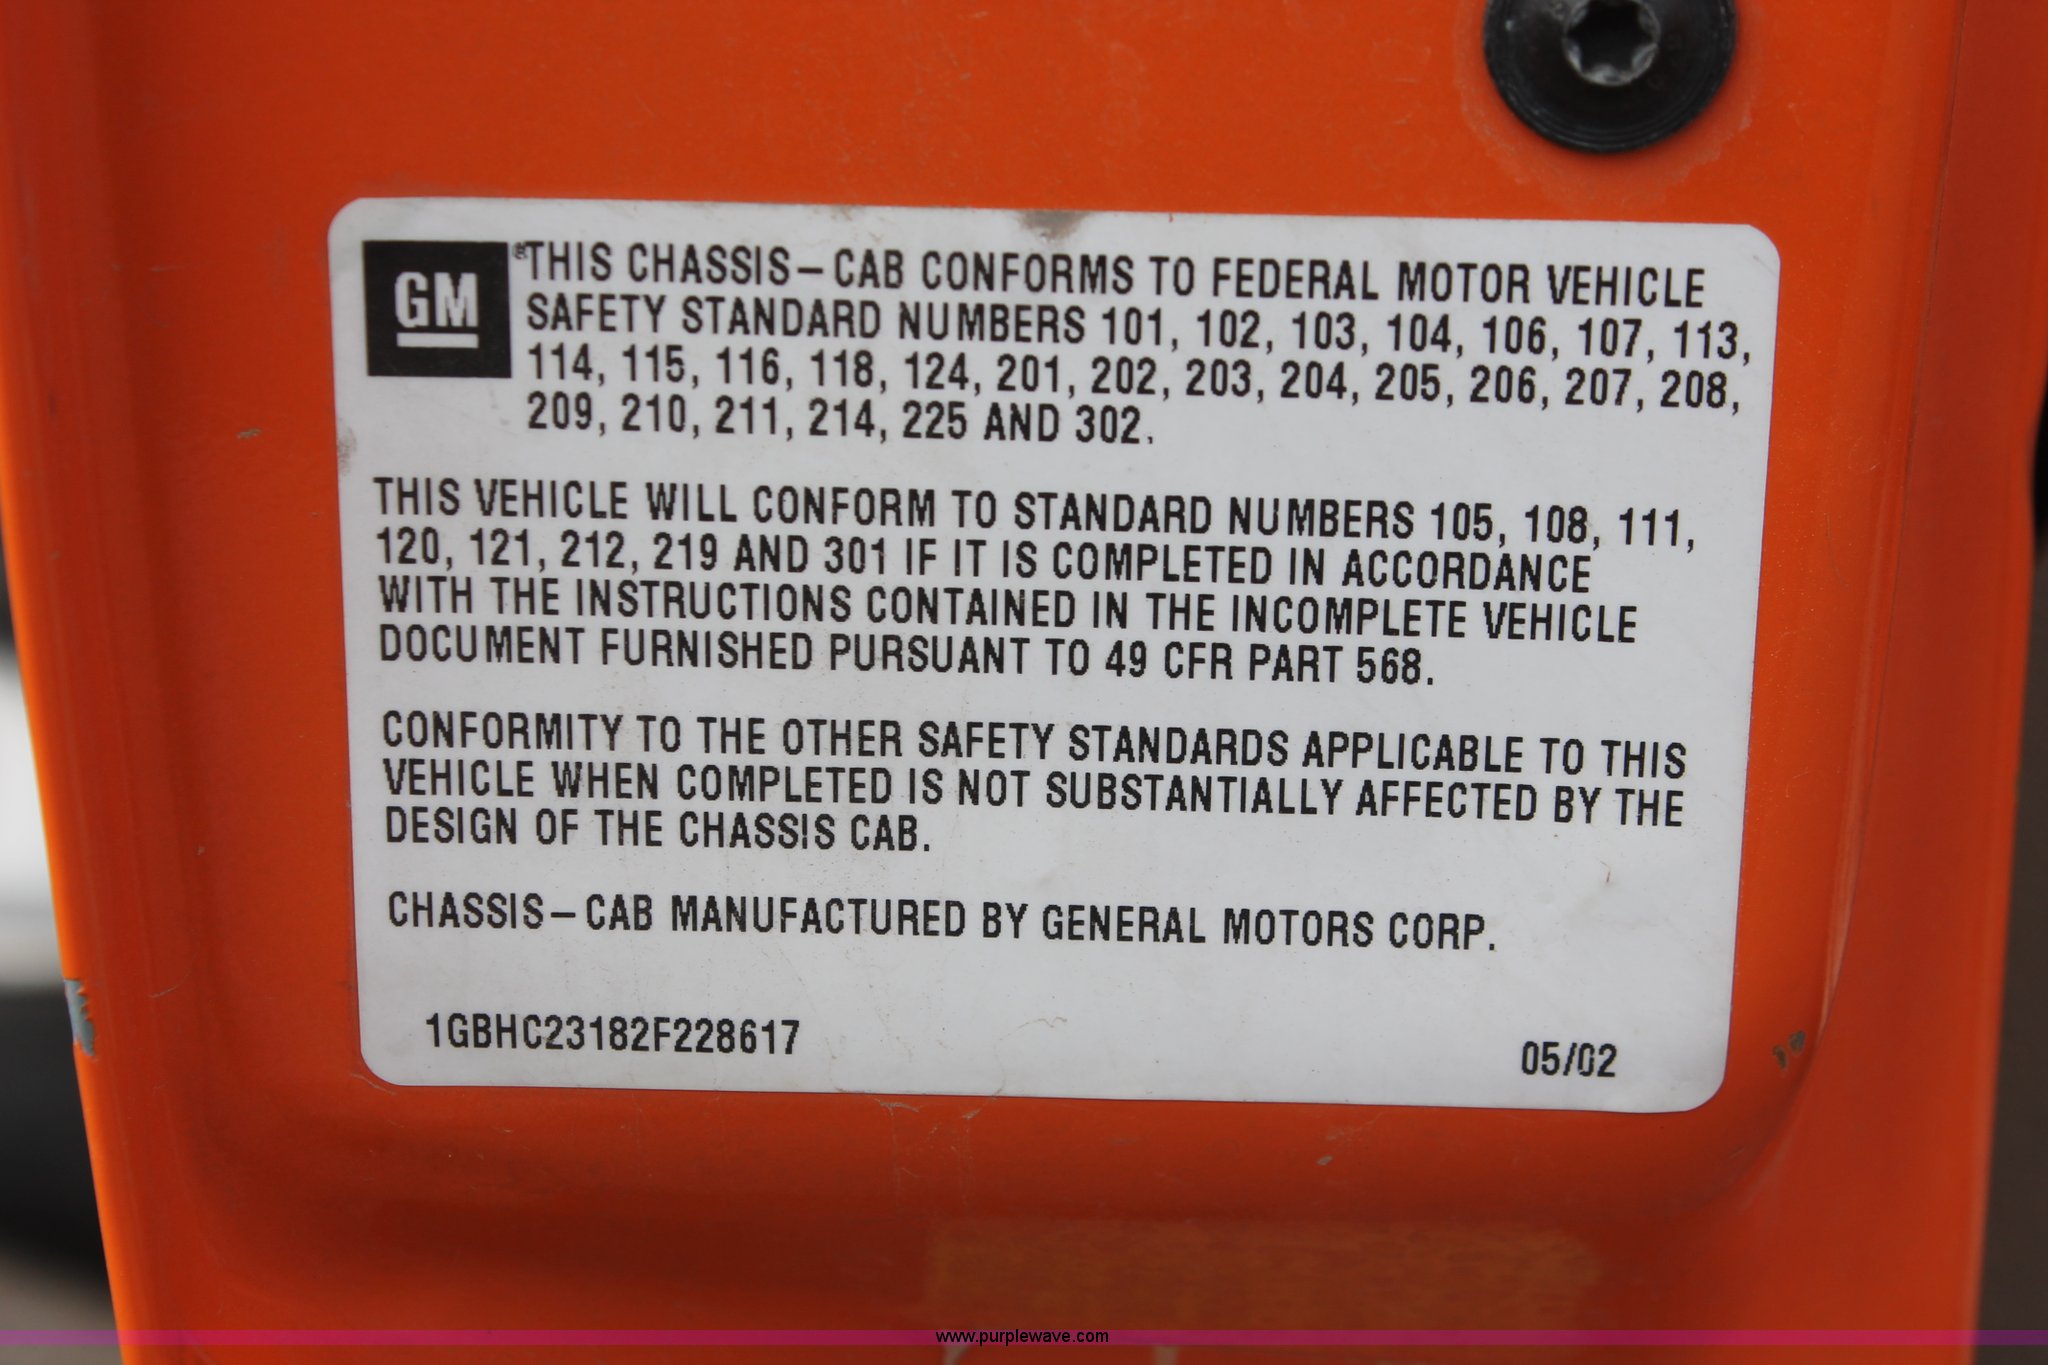 GM
®THIS CHASSIS–CAB CONFORMS TO FEDERAL MOTOR VEHICLE
SAFETY STANDARD NUMBERS 101, 102, 103, 104, 106, 107, 113,
114, 115, 116, 118, 124, 201, 202, 203, 204, 205, 206, 207, 208,
209, 210, 211, 214, 225 AND 302.
THIS VEHICLE WILL CONFORM TO STANDARD NUMBERS 105, 108, 111,
120, 121, 212, 219 AND 301 IF IT IS COMPLETED IN ACCORDANCE
WITH THE INSTRUCTIONS CONTAINED IN THE INCOMPLETE VEHICLE
DOCUMENT FURNISHED PURSUANT TO 49 CFR PART 568.
CONFORMITY TO THE OTHER SAFETY STANDARDS APPLICABLE TO THIS
VEHICLE WHEN COMPLETED IS NOT SUBSTANTIALLY AFFECTED BY THE
DESIGN OF THE CHASSIS CAB.
CHASSIS–CAB MANUFACTURED BY GENERAL MOTORS CORP.
1GBHC23182F228617 05/02
www.purplewave.com